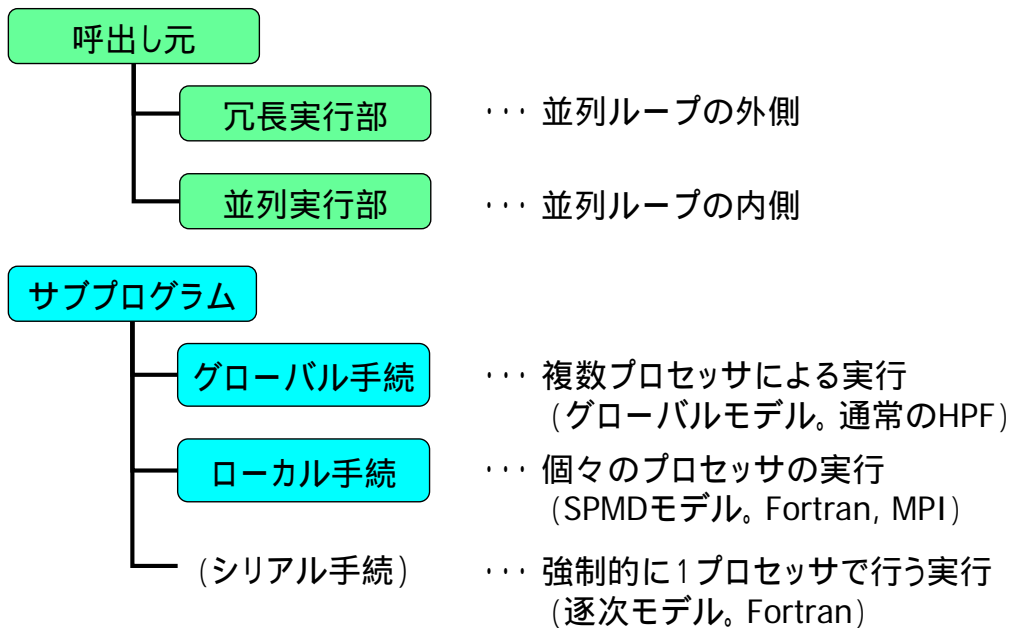 呼出し元
冗長実行部 ··· 並列ループの外側
並列実行部 ··· 並列ループの内側
サブプログラム
グローバル手続 ··· 複数プロセッサによる実行
(グローバルモデル。通常のHPF)
ローカル手続 ··· 個々のプロセッサの実行
(SPMDモデル。Fortran, MPI)
(シリアル手続) ··· 強制的に1プロセッサで行う実行
(逐次モデル。Fortran)